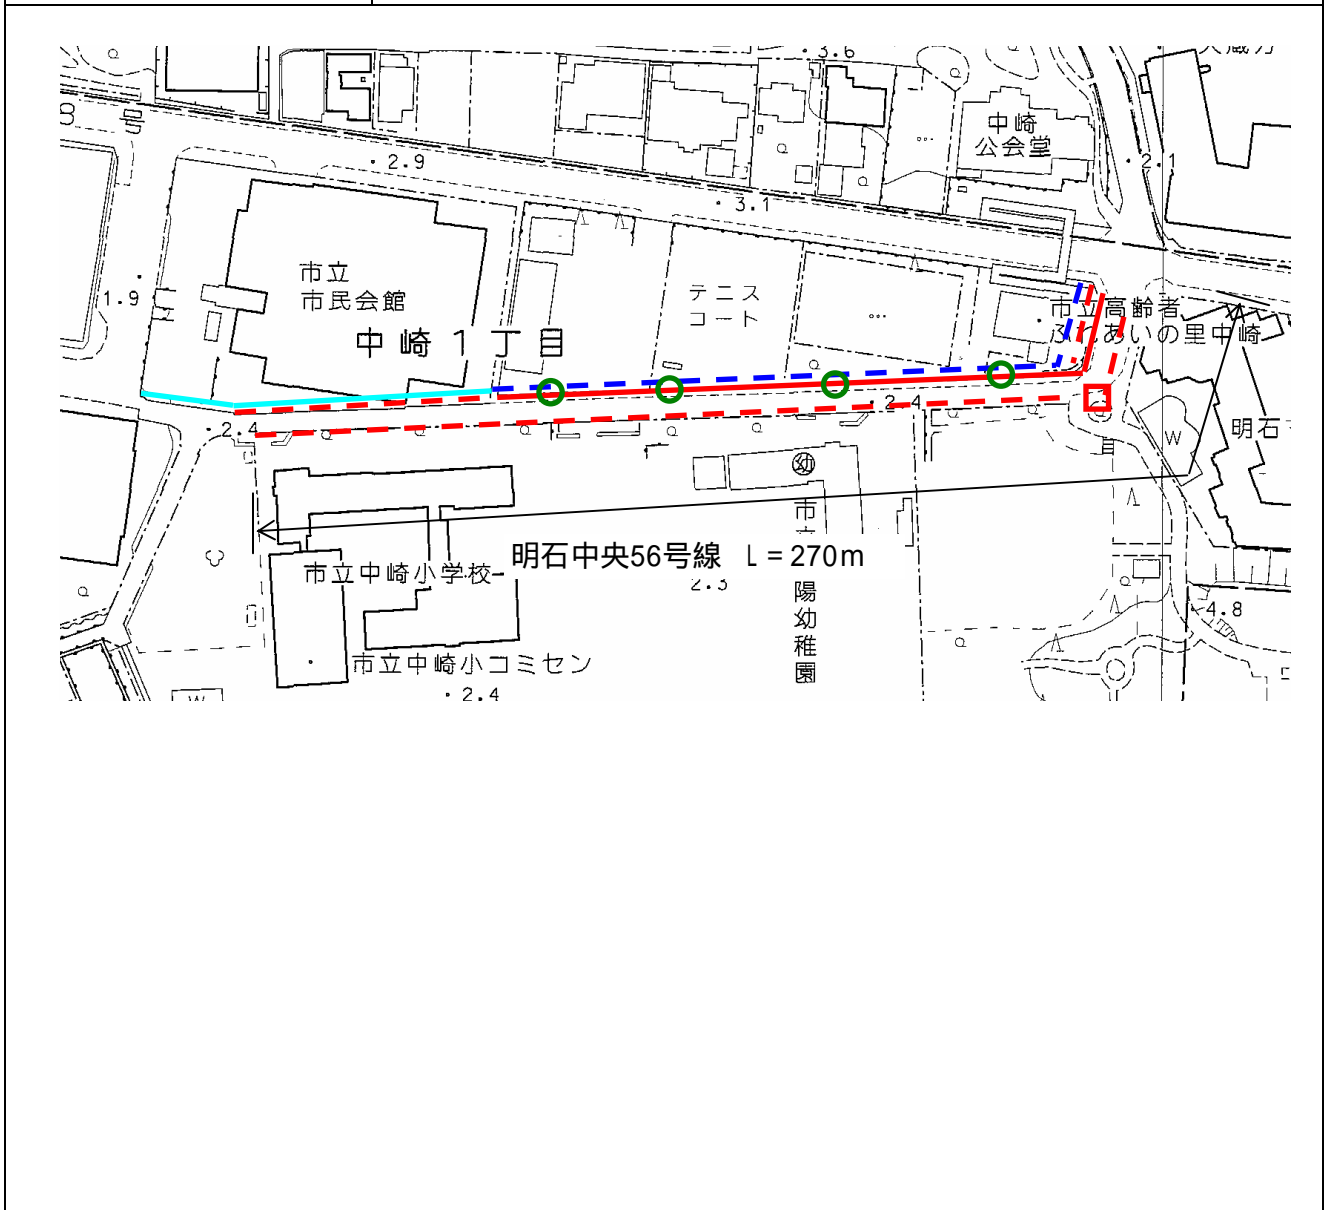 3.6
中崎
公会堂
号
2.9
2.1
3.1
市立
市民会館
1.9
テニス
コート
市立高齢者
ふれあいの里中崎
中崎1丁目
2.4
2.4
明石
W
幼
明石中央56号線 L=270m
市立中崎小学校
2.3
陽幼稚園
4.8
市立中崎小コミセン
2.4
W